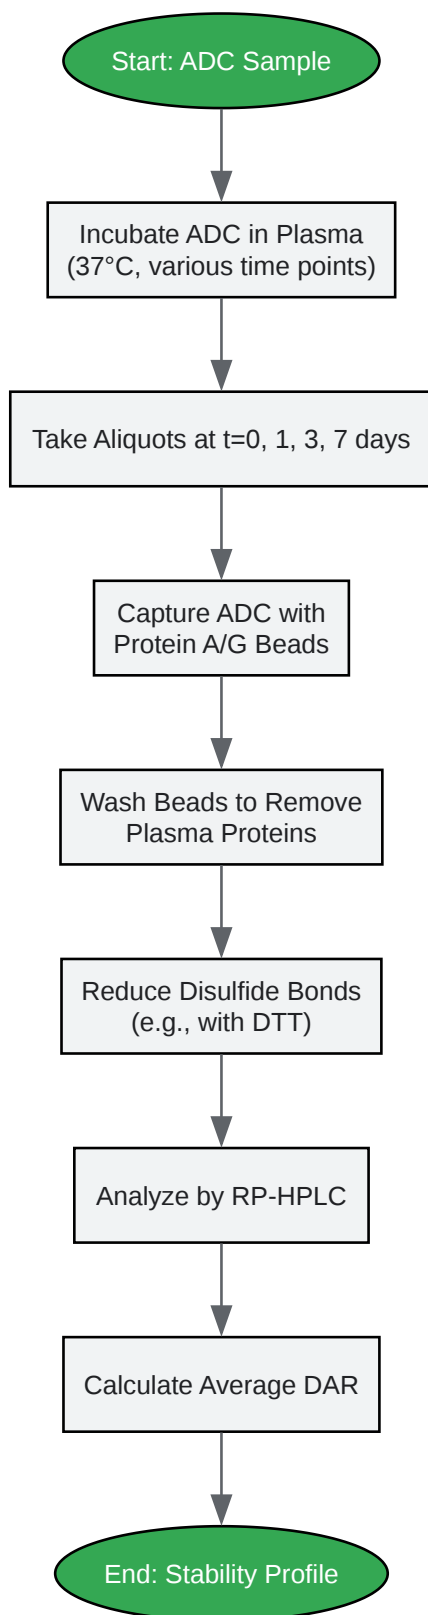 Start: ADC Sample
Incubate ADC in Plasma
(37°C, various time points)
Take Aliquots at t=0, 1, 3, 7 days
Capture ADC with
Protein A/G Beads
Wash Beads to Remove
Plasma Proteins
Reduce Disulfide Bonds
(e.g., with DTT)
Analyze by RP-HPLC
Calculate Average DAR
End: Stability Profile